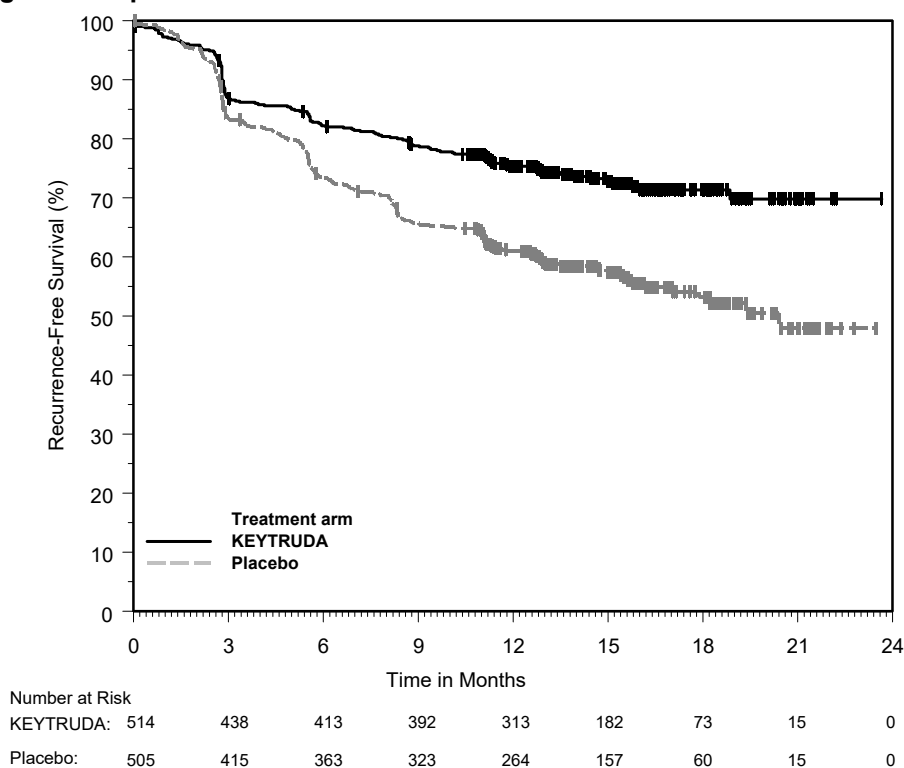 100
90
80
70
60
50
40
30
20
10
0
Recurrence-Free Survival (%)
Treatment arm
KEYTRUDA
Placebo
0 3 6 9 12 15 18 21 24
Time in Months
Number at Risk
KEYTRUDA: 514 438 413 392 313 182 73 15 0
Placebo: 505 415 363 323 264 157 60 15 0